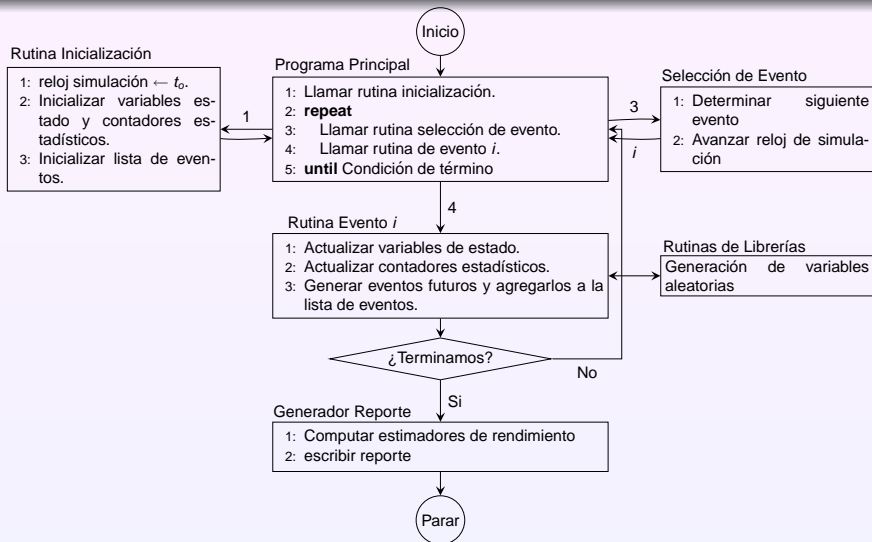 Inicio
Rutina Inicialización
1: reloj simulación ← to.
2: Inicializar variables es-
tado y contadores es-
tadísticos.
3: Inicializar lista de even-
tos.
1
Programa Principal
1: Llamar rutina inicialización.
2: repeat
3: Llamar rutina selección de evento.
4: Llamar rutina de evento i.
5: until Condición de término
3
i
Selección de Evento
1: Determinar siguiente
evento
2: Avanzar reloj de simula-
ción
4
Rutina Evento i
1: Actualizar variables de estado.
2: Actualizar contadores estadísticos.
3: Generar eventos futuros y agregarlos a la
lista de eventos.
Rutinas de Librerías
Generación de variables
aleatorias
¿Terminamos?
No
Si
Generador Reporte
1: Computar estimadores de rendimiento
2: escribir reporte
Parar